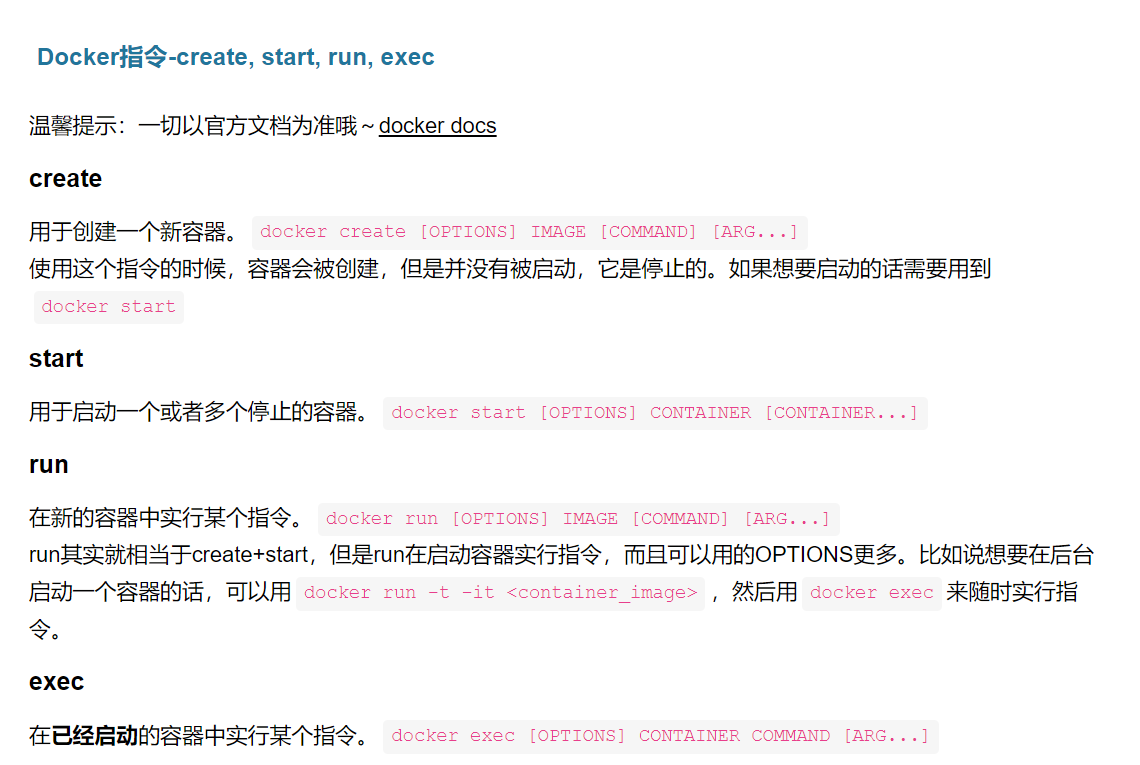 Docker指令-create, start, run, exec
温馨提示：一切以官方文档为准哦～docker docs
create
用于创建一个新容器。 docker create [OPTIONS] IMAGE [COMMAND] [ARG...]
使用这个指令的时候，容器会被创建，但是并没有被启动，它是停止的。如果想要启动的话需要用到
docker start
start
用于启动一个或者多个停止的容器。 docker start [OPTIONS] CONTAINER [CONTAINER...]
run
在新的容器中实行某个指令。 docker run [OPTIONS] IMAGE [COMMAND] [ARG...]
run其实就相当于create+start，但是run在启动容器实行指令，而且可以用的OPTIONS更多。比如说想要在后台
启动一个容器的话，可以用 docker run -t -it <container_image> ，然后用 docker exec 来随时实行指
令。
exec
在已经启动的容器中实行某个指令。 docker exec [OPTIONS] CONTAINER COMMAND [ARG...]